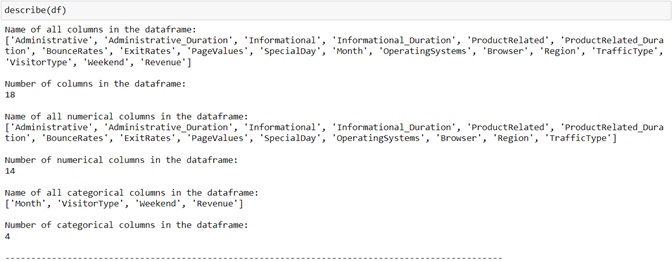 describe(df)
Name of all columns in the dataframe:
['Administrative', 'Administrative_Duration', 'Informational', 'Informational_Duration', 'ProductRelated', 'ProductRelated_Dura
tion', 'BounceRates', 'ExitRates', 'PageValues', 'SpecialDay', 'Month', 'OperatingSystems', 'Browser', 'Region', 'TrafficType',
'VisitorType', 'Weekend', 'Revenue']
Number of columns in the dataframe:
18
Name of all numerical columns in the dataframe:
['Administrative', 'Administrative_Duration', 'Informational', 'Informational_Duration', 'ProductRelated', 'ProductRelated_Dura
tion', 'BounceRates', 'ExitRates', 'PageValues', 'SpecialDay', 'OperatingSystems', 'Browser', 'Region', 'TrafficType']
Number of numerical columns in the dataframe:
14
Name of all categorical columns in the dataframe:
['Month', 'VisitorType', 'Weekend', 'Revenue']
Number of categorical columns in the dataframe:
4
----------------------------------------------------------------------------------------------